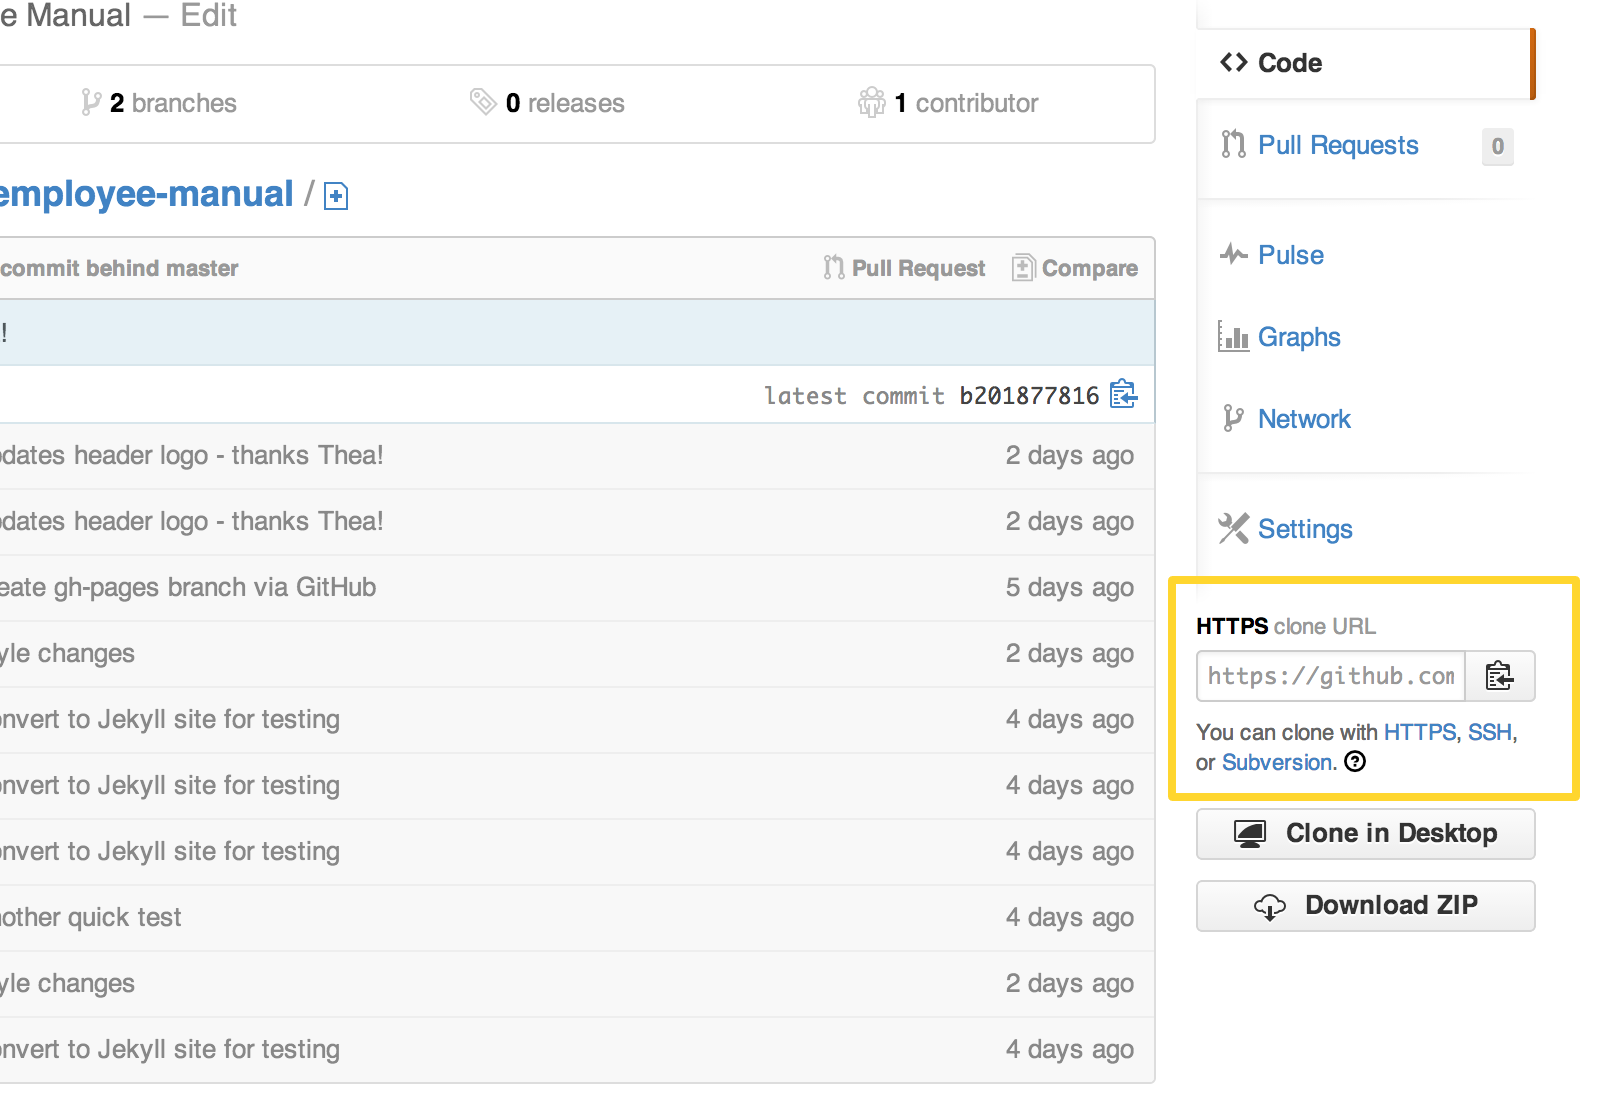 e Manual — Edit
2 branches
0 releases
1 contributor
employee-manual /
commit behind master
Pull Request
Compare
!
latest commit b201877816
dates header logo - thanks Thea! 2 days ago
dates header logo - thanks Thea! 2 days ago
eate gh-pages branch via GitHub 5 days ago
yle changes 2 days ago
nvert to Jekyll site for testing 4 days ago
nvert to Jekyll site for testing 4 days ago
nvert to Jekyll site for testing 4 days ago
other quick test 4 days ago
yle changes 2 days ago
nvert to Jekyll site for testing 4 days ago
Code
Pull Requests 0
Pulse
Graphs
Network
Settings
HTTPS clone URL
https://github.com
You can clone with HTTPS, SSH,
or Subversion.
Clone in Desktop
Download ZIP